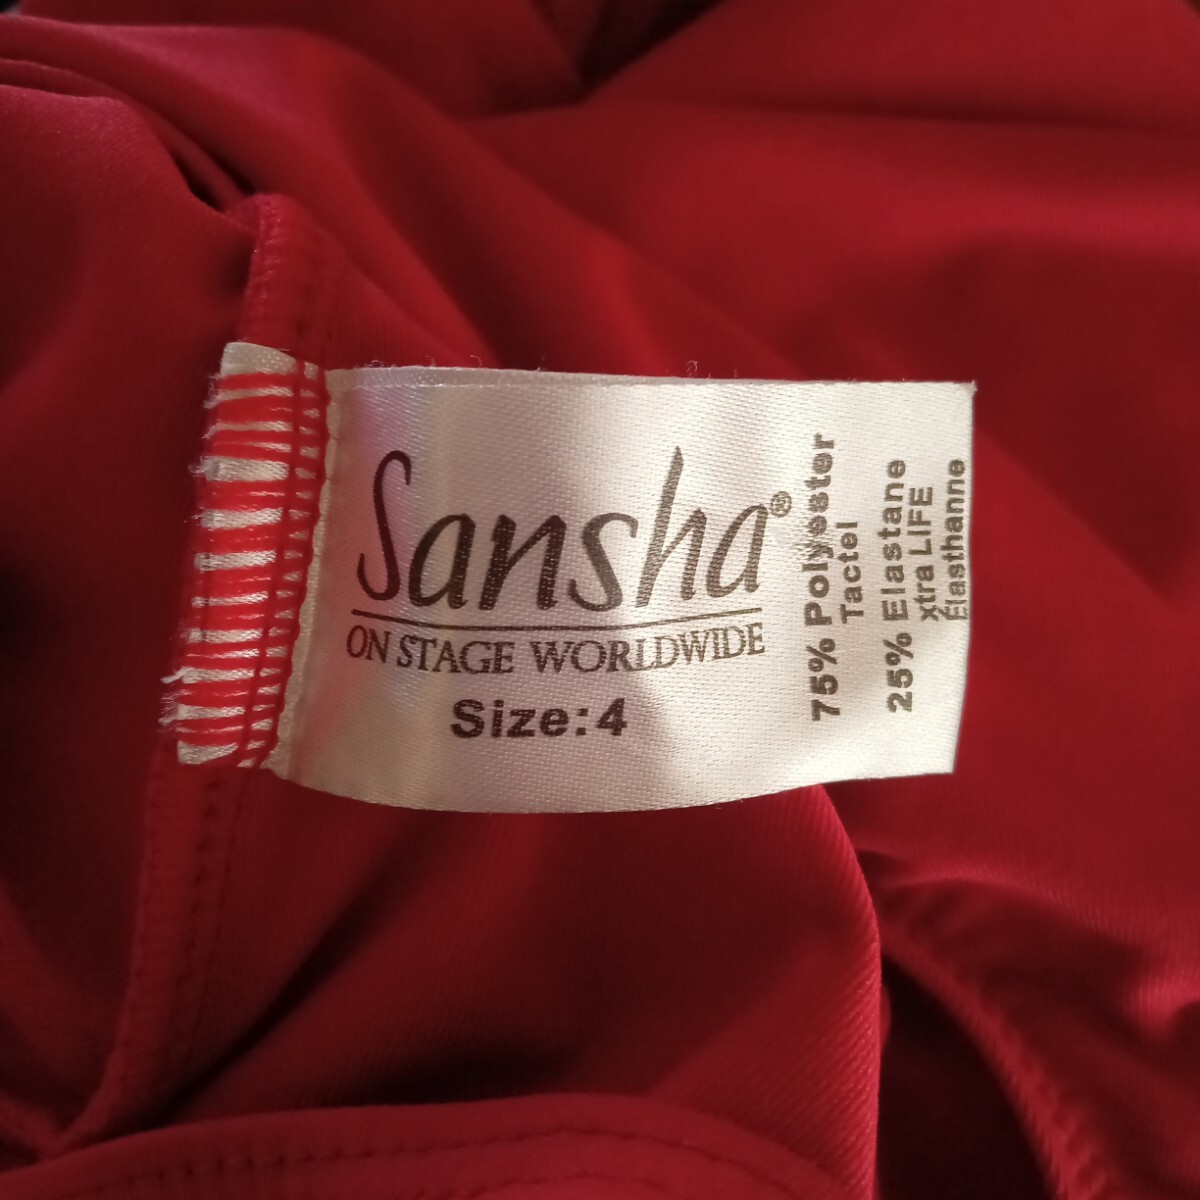 Sansha®
ON STAGE WORLDWIDE
Size:4
75% Polyester
Tactel
25% Elastane
xtra LIFE
Élasthanne